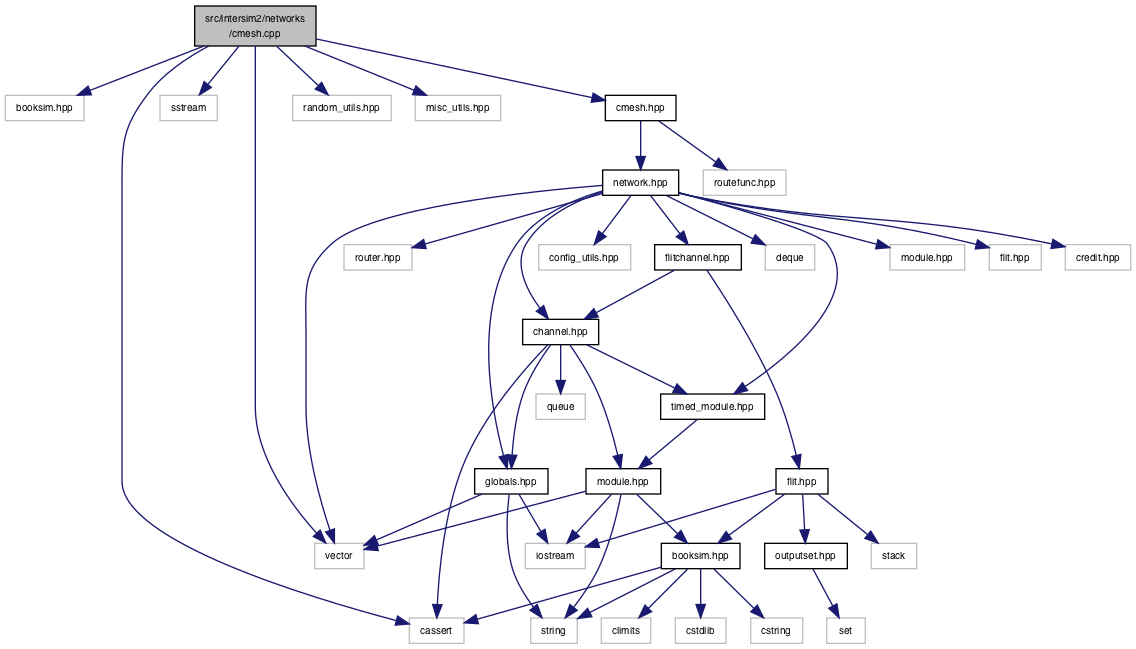 src/intersim2/networks
/cmesh.cpp
booksim.hpp
sstream
random_utils.hpp
misc_utils.hpp
cmesh.hpp
network.hpp
routefunc.hpp
router.hpp
config_utils.hpp
flitchannel.hpp
deque
module.hpp
flit.hpp
credit.hpp
channel.hpp
queue
timed_module.hpp
globals.hpp
module.hpp
flit.hpp
vector
iostream
booksim.hpp
outputset.hpp
stack
cassert
string
climits
cstdlib
cstring
set